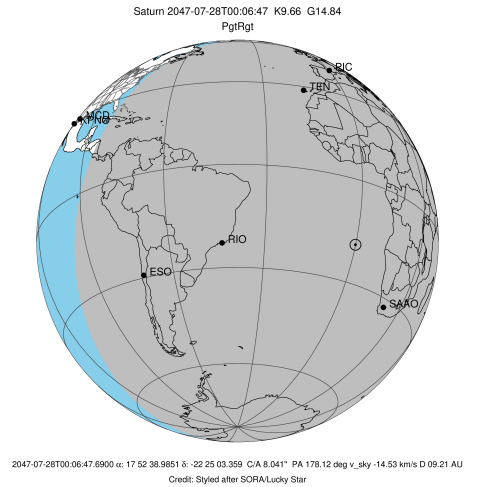 Saturn 2047-07-28T00:06:47 K9.66 G14.84
PgtRgt
PIC
TEN
MCD
KPNO
RIO
ESO
SAAO
2047-07-28T00:06:47.6900 α: 17 52 38.9851 δ: -22 25 03.359 C/A 8.041" PA 178.12 deg v_sky -14.53 km/s D 09.21 AU
Credit: Styled after SORA/Lucky Star